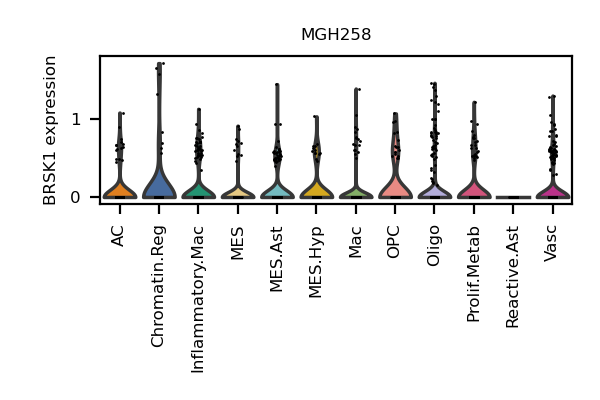 MGH258
BRSK1 expression
1
0
AC
Chromatin.Reg
Inflammatory.Mac
MES
MES.Ast
MES.Hyp
Mac
OPC
Oligo
Prolif.Metab
Reactive.Ast
Vasc